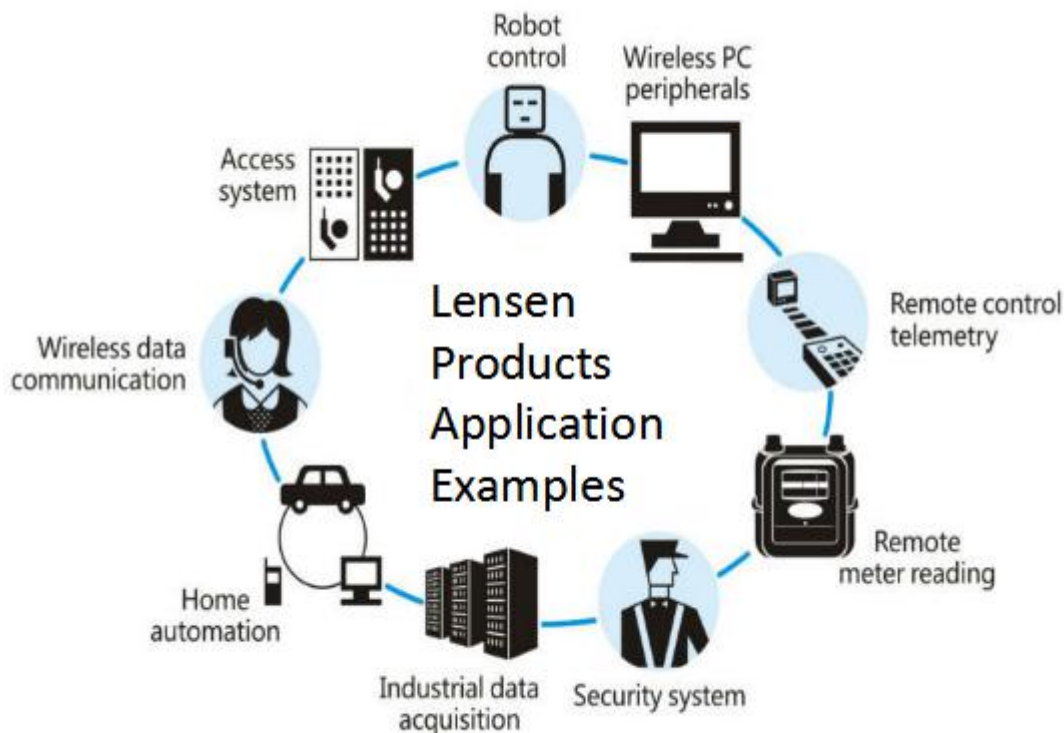 Robot
control
Wireless PC
peripherals
Access
system
Remote control
telemetry
Wireless data
communication
Lensen
Products
Application
Examples
Remote
meter reading
Home
automation
Industrial data
acquisition
Security system